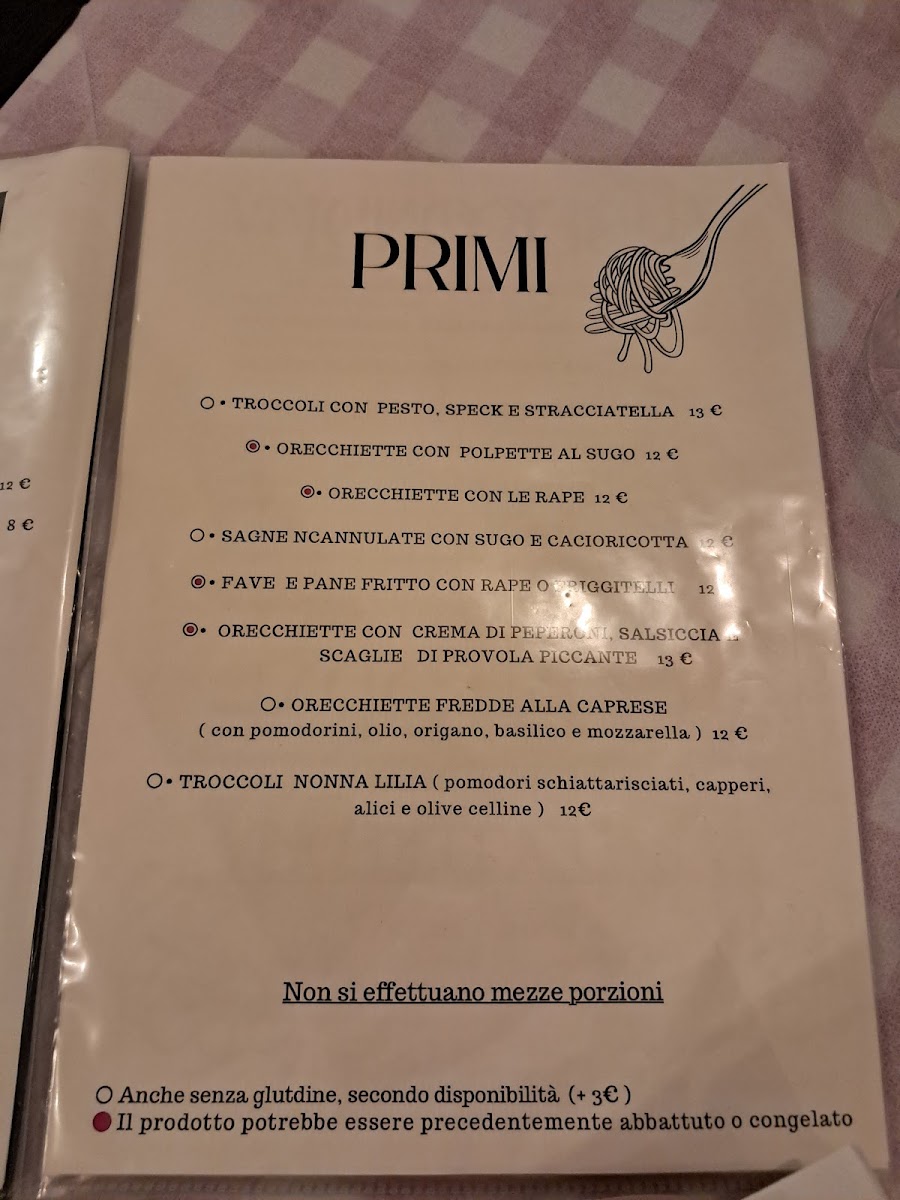 PRIMI
12 €
8 €
• TROCCOLI CON PESTO, SPECK E STRACCIATELLA 13 €
• ORECCHIETTE CON POLPETTE AL SUGO 12 €
• ORECCHIETTE CON LE RAPE 12 €
• SAGNE NCANNULATE CON SUGO E CACIORICOTTA 12 €
• FAVE E PANE FRITTO CON RAPE O FRIGGITELLI 12
• ORECCHIETTE CON CREMA DI PEPERONI, SALSICCIA E
SCAGLIE DI PROVOLA PICCANTE 13 €
• ORECCHIETTE FREDDE ALLA CAPRESE
( con pomodorini, olio, origano, basilico e mozzarella ) 12 €
• TROCCOLI NONNA LILIA ( pomodori schiattarisciati, capperi,
alici e olive celline ) 12€
Non si effettuano mezze porzioni
Anche senza glutdine, secondo disponibilità (+ 3€ )
Il prodotto potrebbe essere precedentemente abbattuto o congelato